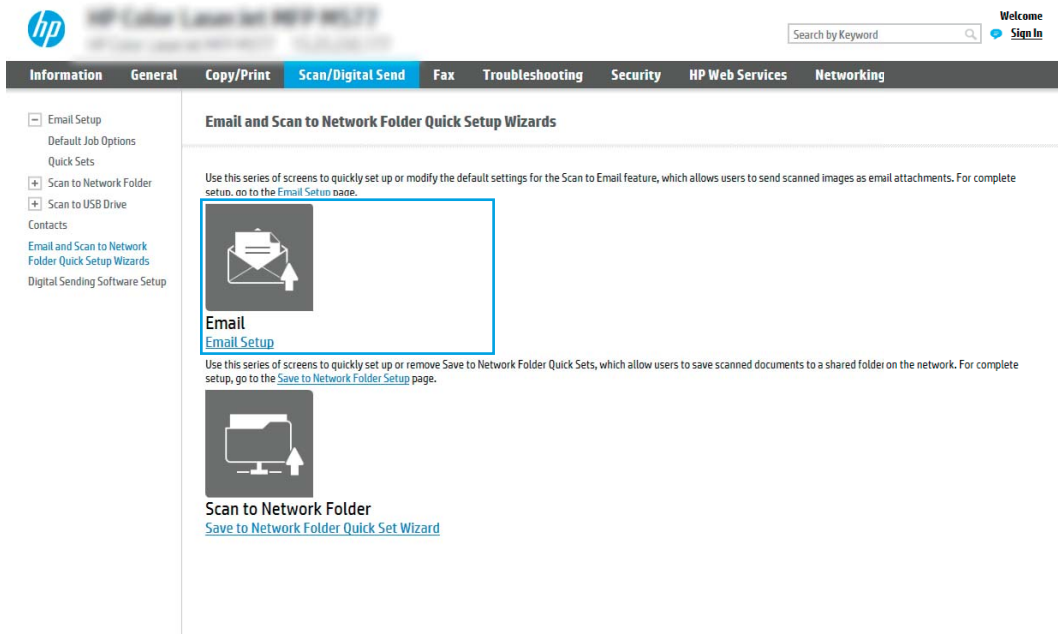 hp
Welcome
Search by Keyword
Sign In
Information General Copy/Print Scan/Digital Send Fax Troubleshooting Security HP Web Services Networking
Email Setup
Default Job Options
Quick Sets
Scan to Network Folder
Scan to USB Drive
Contacts
Email and Scan to Network
Folder Quick Setup Wizards
Digital Sending Software Setup
Email and Scan to Network Folder Quick Setup Wizards
Use this series of screens to quickly set up or modify the default settings for the Scan to Email feature, which allows users to send scanned images as email attachments. For complete
setup, go to the Email Setup page.
Email
Email Setup
Use this series of screens to quickly set up or remove Save to Network Folder Quick Sets, which allow users to save scanned documents to a shared folder on the network. For complete
setup, go to the Save to Network Folder Setup page.
Scan to Network Folder
Save to Network Folder Quick Set Wizard